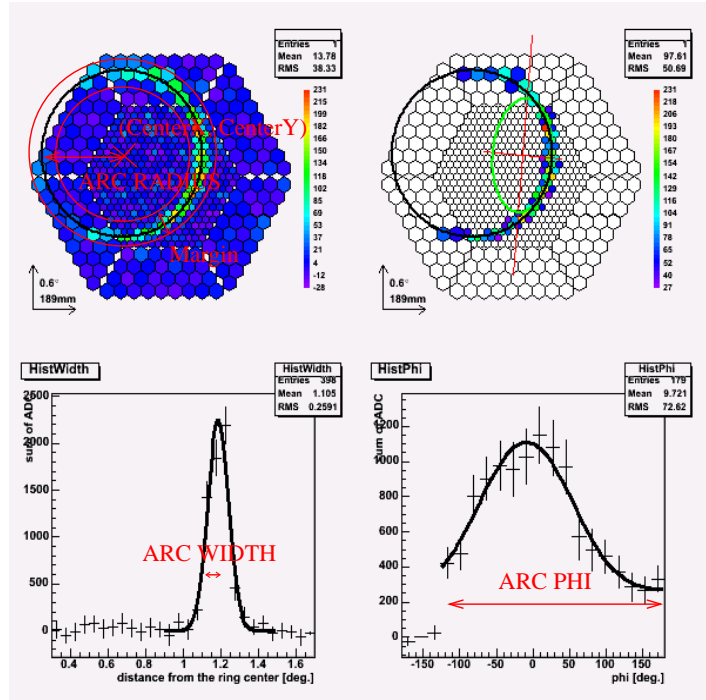 Entries 1
Mean 13.78
RMS 38.33
231
215
199
183
166
150
134
118
102
85
69
53
37
21
4
-12
-28
ARC RADIUS
Margin
0.6°
189mm
Entries 1
Mean 97.61
RMS 50.69
231
218
206
193
180
167
155
142
129
116
104
91
78
65
52
40
27
0.6°
189mm
HistWidth
HistWidth
Entries 398
Mean 1.105
RMS 0.2591
sum of ADC
2500
2000
1500
1000
500
0
ARC WIDTH
0.4 0.6 0.8 1 1.2 1.4 1.6
distance from the ring center [deg.]
HistPhi
HistPhi
Entries 179
Mean 9.721
RMS 72.62
sum of ADC
1200
1000
800
600
400
200
0
ARC PHI
-150 -100 -50 0 50 100 150
phi [deg.]